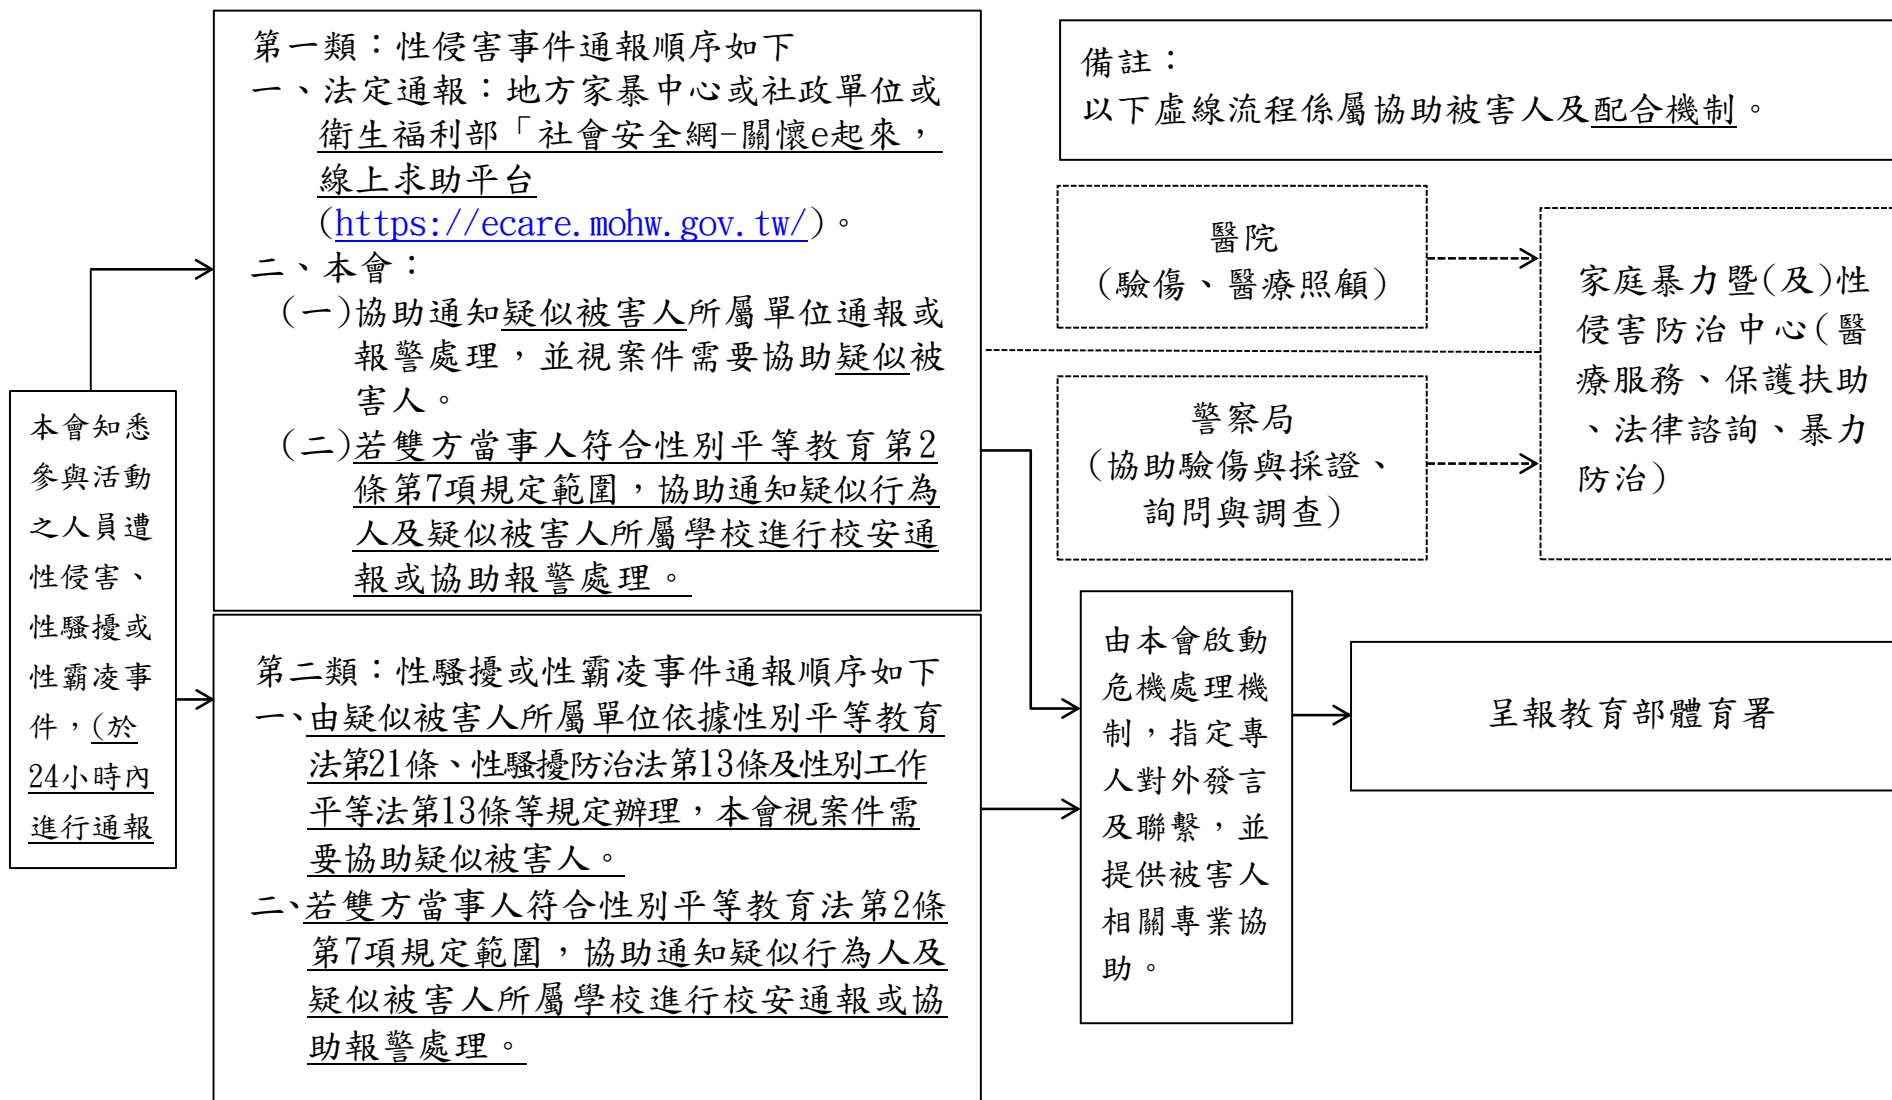 本會知悉
參與活動
之人員遭
性侵害、
性騷擾或
性霸凌事
件，(於
24小時內
進行通報
第一類：性侵害事件通報順序如下
一、法定通報：地方家暴中心或社政單位或
衛生福利部「社會安全網-關懷e起來，
線上求助平台
(https://ecare.mohw.gov.tw/)。
二、本會：
(一)協助通知疑似被害人所屬單位通報或
報警處理，並視案件需要協助疑似被
害人。
(二)若雙方當事人符合性別平等教育第2
條第7項規定範圍，協助通知疑似行為
人及疑似被害人所屬學校進行校安通
報或協助報警處理。
第二類：性騷擾或性霸凌事件通報順序如下
一、由疑似被害人所屬單位依據性別平等教育
法第21條、性騷擾防治法第13條及性別工作
平等法第13條等規定辦理，本會視案件需
要協助疑似被害人。
二、若雙方當事人符合性別平等教育法第2條
第7項規定範圍，協助通知疑似行為人及
疑似被害人所屬學校進行校安通報或協
助報警處理。
備註：
以下虛線流程係屬協助被害人及配合機制。
醫院
(驗傷、醫療照顧)
警察局
(協助驗傷與採證、
詢問與調查)
家庭暴力暨(及)性
侵害防治中心(醫
療服務、保護扶助
、法律諮詢、暴力
防治)
由本會啟動
危機處理機
制，指定專
人對外發言
及聯繫，並
提供被害人
相關專業協
助。
呈報教育部體育署